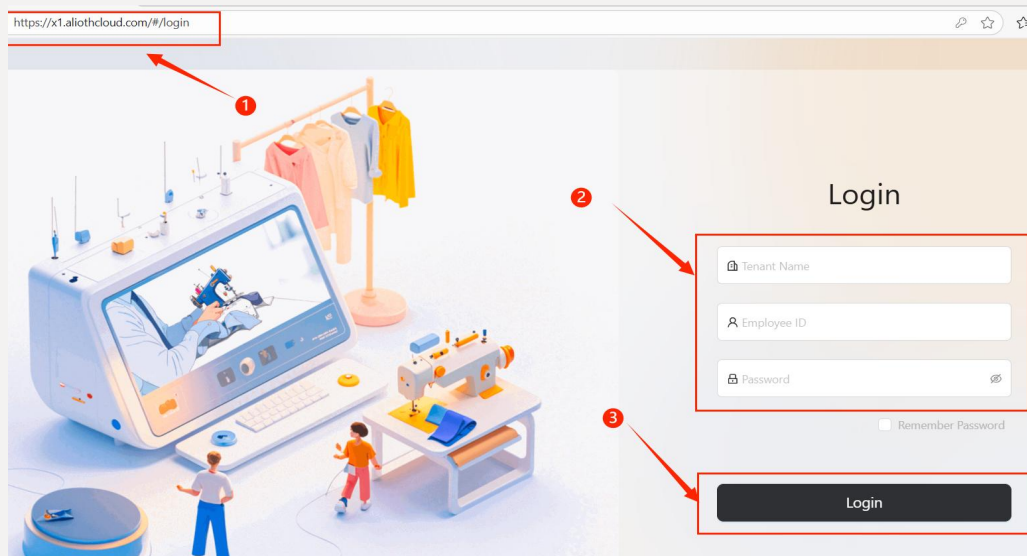 https://x1.aliothcloud.com/#/login
1
2
Login
Tenant Name
Employee ID
Password
3
Remember Password
Login